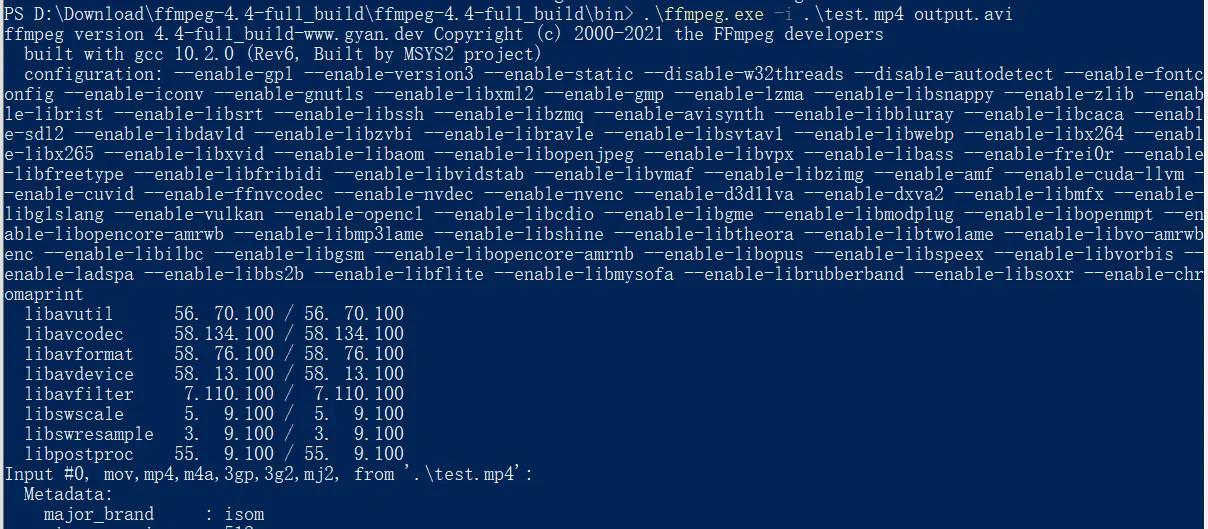 PS D:\Download\ffmpeg-4.4-full_build\ffmpeg-4.4-full_build\bin> .\ffmpeg.exe -i .\test.mp4 output.avi
ffmpeg version 4.4-full_build-www.gyan.dev Copyright (c) 2000-2021 the FFmpeg developers
  built with gcc 10.2.0 (Rev6, Built by MSYS2 project)
  configuration: --enable-gpl --enable-version3 --enable-static --disable-w32threads --disable-autodetect --enable-fontc
onfig --enable-iconv --enable-gnutls --enable-libxml2 --enable-gmp --enable-lzma --enable-libsnappy --enable-zlib --enab
le-librist --enable-libsrt --enable-libssh --enable-libzmq --enable-avisynth --enable-libbluray --enable-libcaca --enabl
e-sdl2 --enable-libdav1d --enable-libzvbi --enable-librav1e --enable-libsvtav1 --enable-libwebp --enable-libx264 --enabl
e-libx265 --enable-libxvid --enable-libaom --enable-libopenjpeg --enable-libvpx --enable-libass --enable-frei0r --enable
-libfreetype --enable-libfribidi --enable-libvidstab --enable-libvmaf --enable-libzimg --enable-amf --enable-cuda-llvm -
-enable-cuvid --enable-ffnvcodec --enable-nvdec --enable-nvenc --enable-d3d11va --enable-dxva2 --enable-libmfx --enable-
libglslang --enable-vulkan --enable-opencl --enable-libcdio --enable-libgme --enable-libmodplug --enable-libopenmpt --en
able-libopencore-amrwb --enable-libmp3lame --enable-libshine --enable-libtheora --enable-libtwolame --enable-libvo-amrwb
enc --enable-libilbc --enable-libgsm --enable-libopencore-amrnb --enable-libopus --enable-libspeex --enable-libvorbis --
enable-ladspa --enable-libbs2b --enable-libflite --enable-libmysofa --enable-librubberband --enable-libsoxr --enable-chr
omaprint
  libavutil      56. 70.100 / 56. 70.100
  libavcodec     58.134.100 / 58.134.100
  libavformat    58. 76.100 / 58. 76.100
  libavdevice    58. 13.100 / 58. 13.100
  libavfilter     7.110.100 /  7.110.100
  libswscale      5.  9.100 /  5.  9.100
  libswresample   3.  9.100 /  3.  9.100
  libpostproc    55.  9.100 / 55.  9.100
Input #0, mov,mp4,m4a,3gp,3g2,mj2, from '.\test.mp4':
  Metadata:
    major_brand     : isom